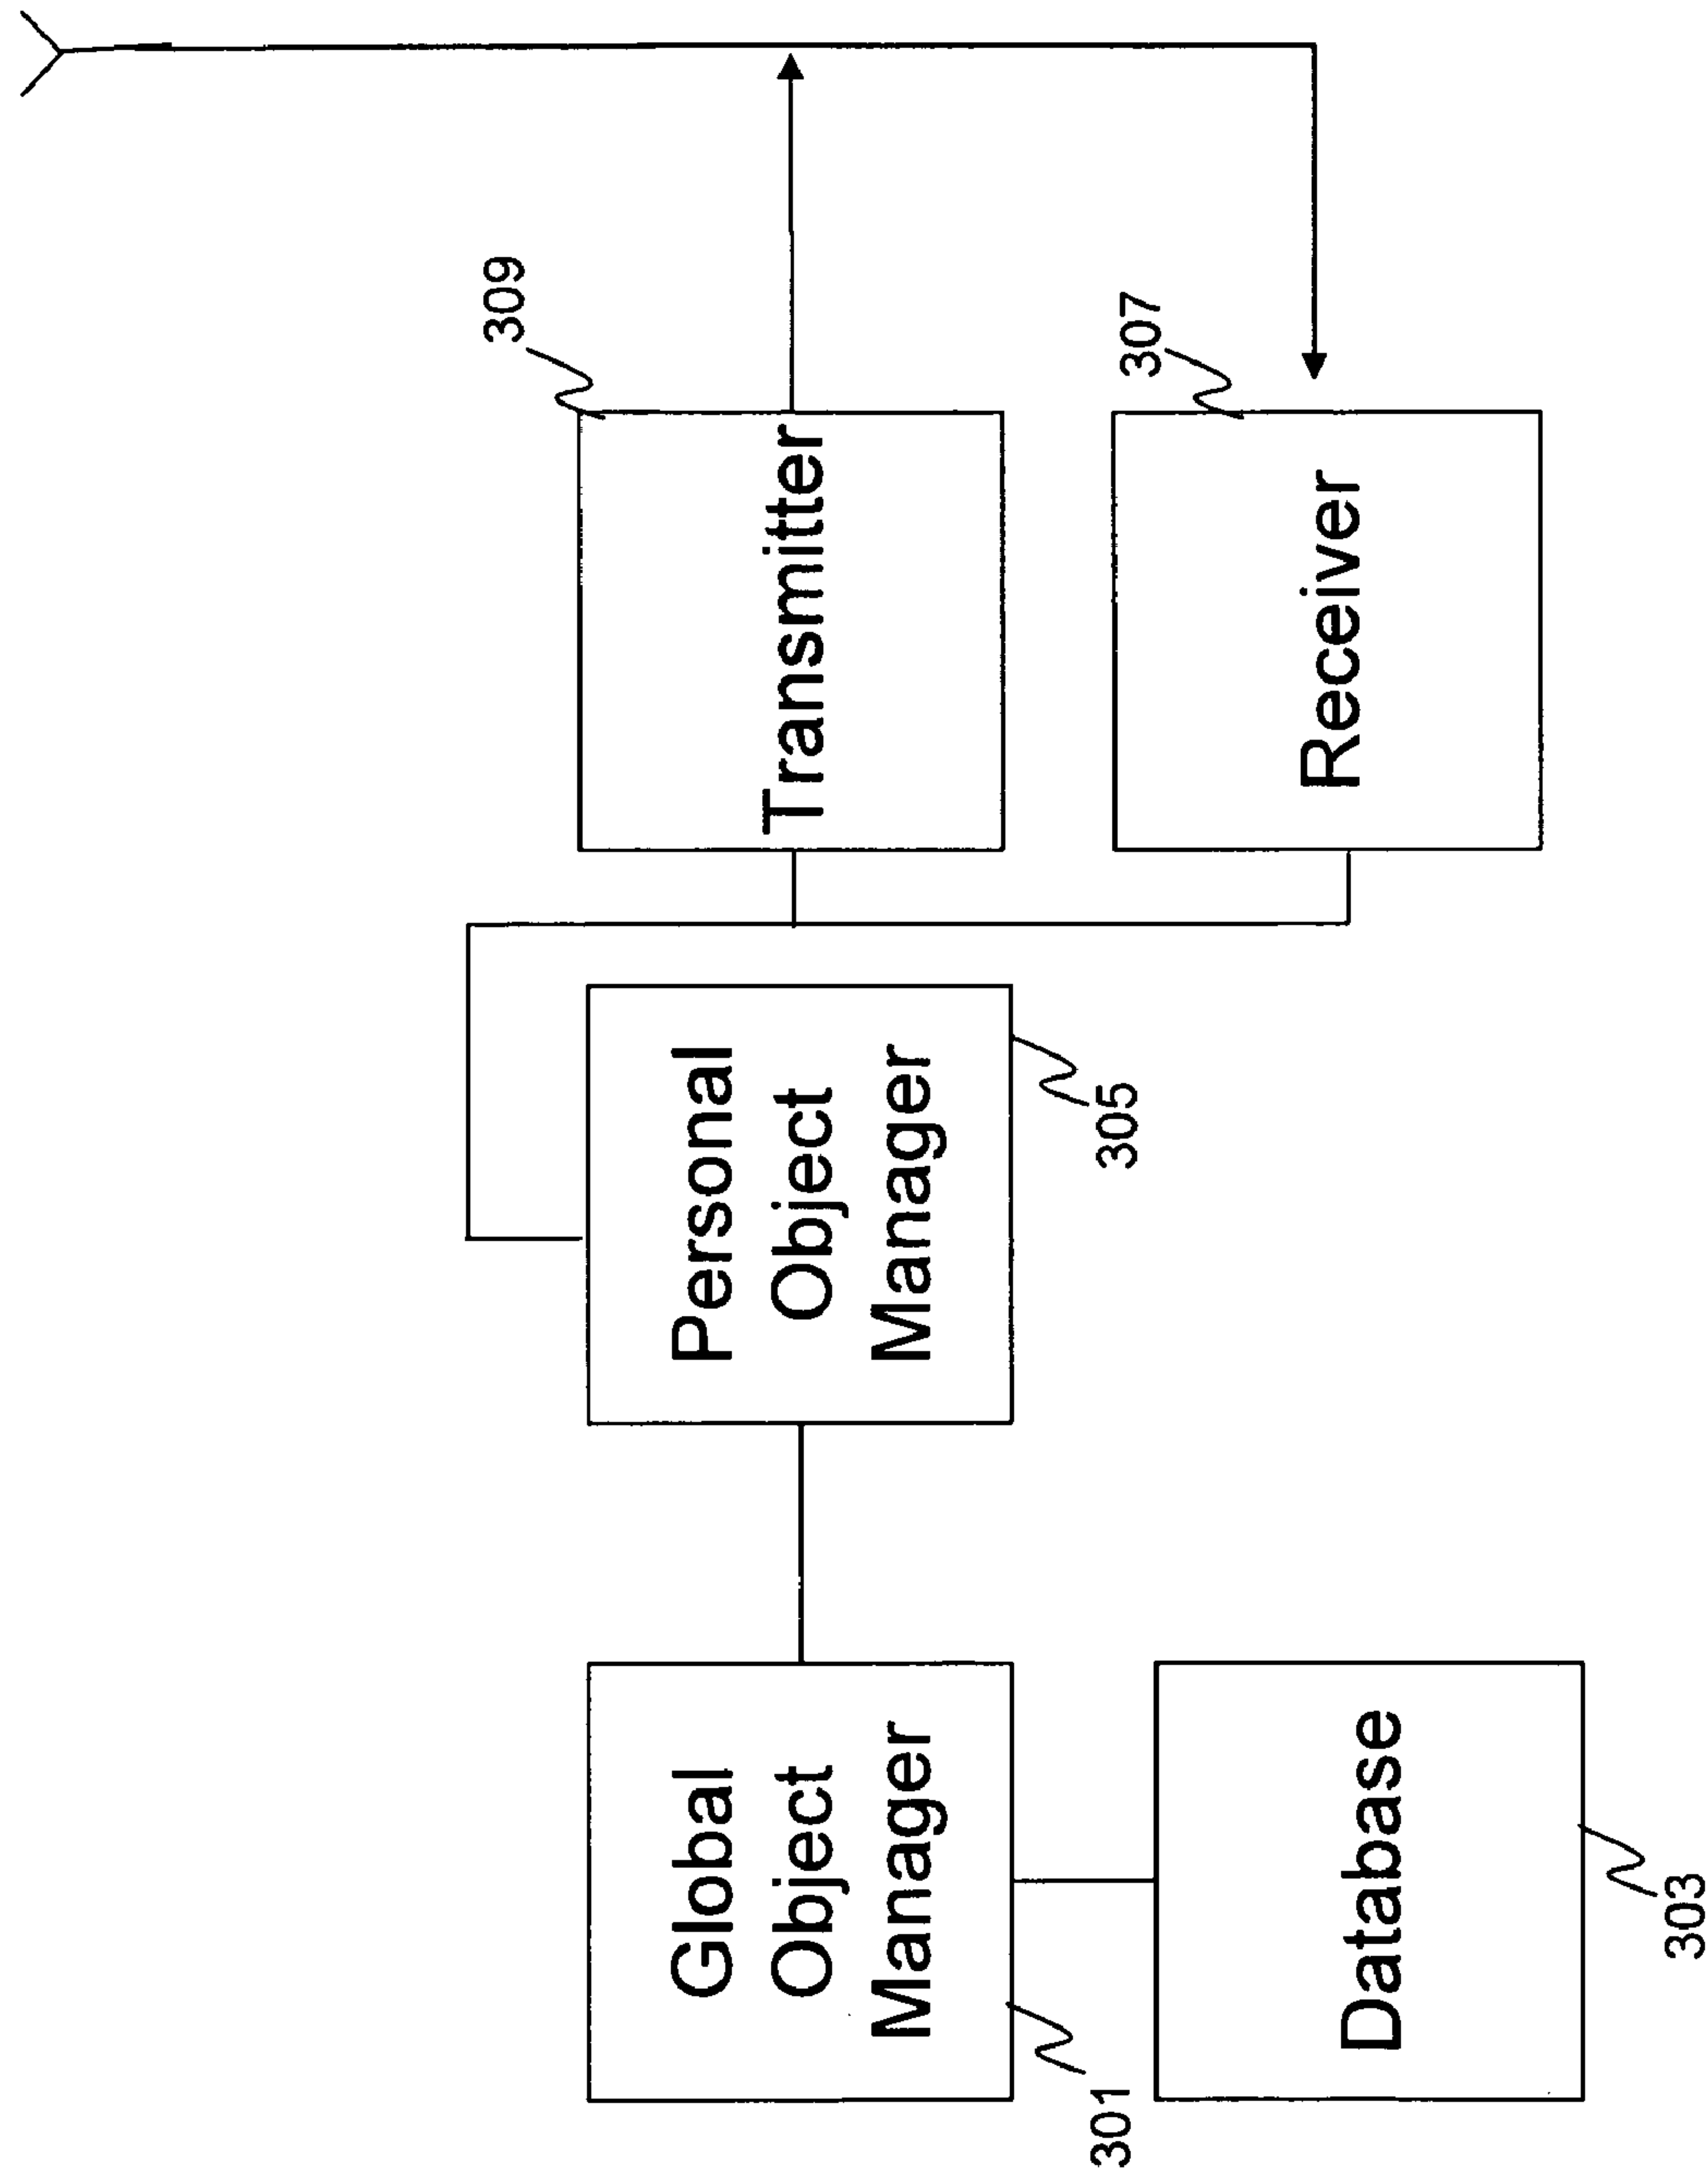 Global
Object
Manager
301
Database
303
Personal
Object
Manager
305
Transmitter
309
Receiver
307